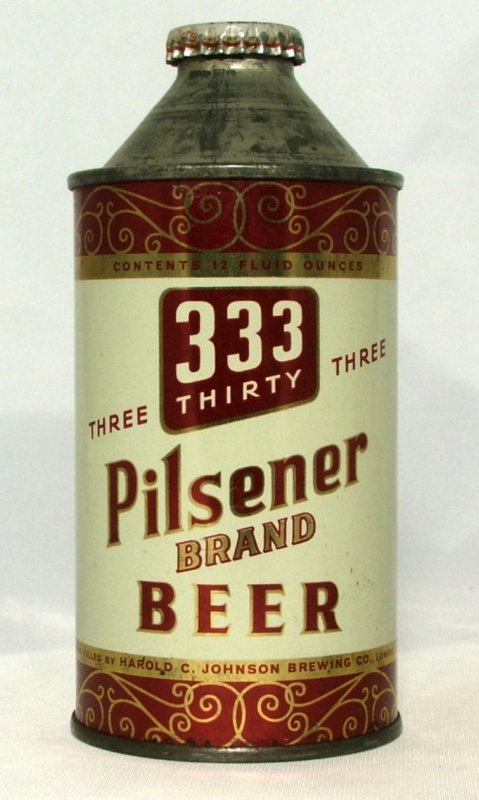 CONTENTS 12 FLUID OUNCES
333
THREE THIRTY THREE
Pilsener
BRAND
BEER
FILLED BY HAROLD C. JOHNSON BREWING CO.